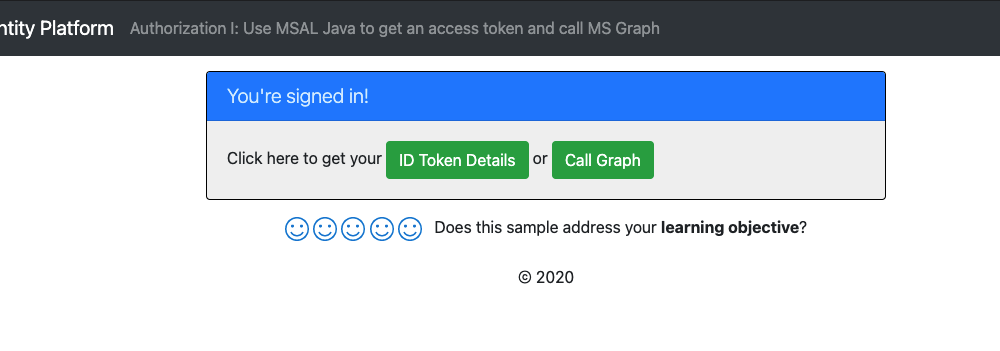 ntity Platform Authorization I: Use MSAL Java to get an access token and call MS Graph
You're signed in!
Click here to get your ID Token Details or Call Graph
Does this sample address your learning objective?
© 2020